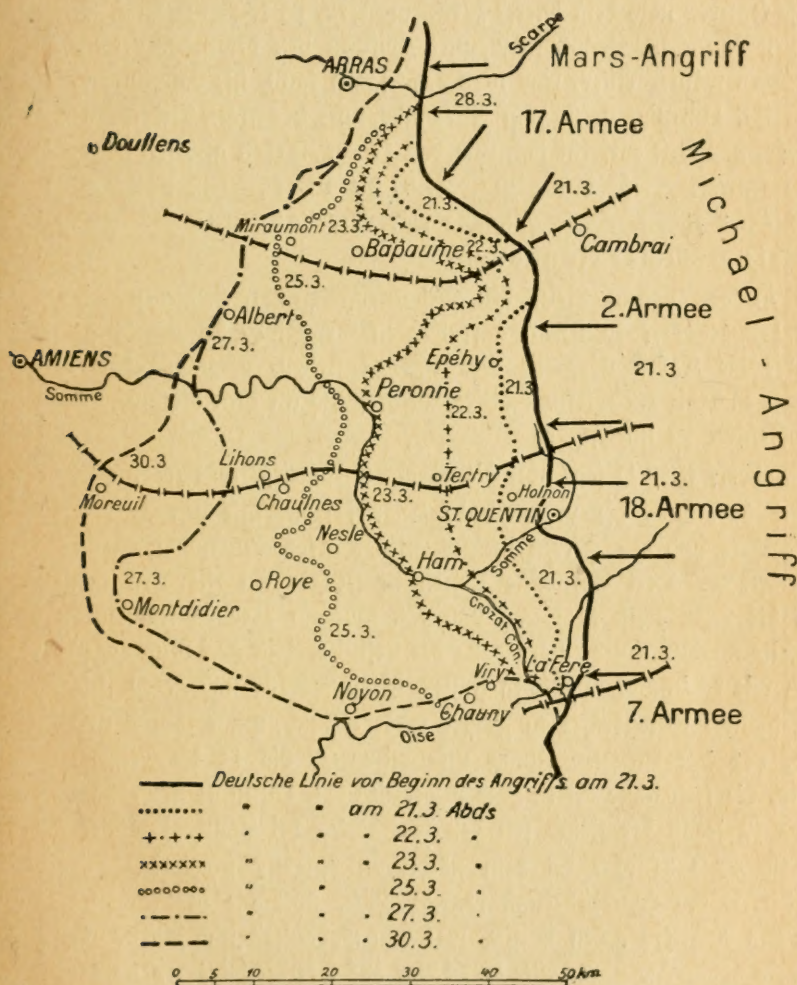 Scarpe
Mars-Angriff
ARRAS
28.3.
17. Armee
Doullens
Michael-Angriff
21.3.
21.3.
Miraumont 23.3.
Bapaume 22.3.
Cambrai
25.3.
Albert
2. Armee
27.3.
AMIENS
Epéhy
21.3
21.3
Somme
Peronne
22.3.
30.3
Lihons
Tertry
Moreuil
Chaulnes
23.3.
Holnon
21.3.
ST. QUENTIN
18. Armee
Nesle
Somme
Ham
27.3.
Roye
21.3.
Montdidier
Crozat Can.
25.3.
Viry
La Fère
21.3.
Noyon
Chauny
7. Armee
Oise
Deutsche Linie vor Beginn des Angriffs am 21.3.
" " am 21.3 Abds
" " " 22.3. "
" " " 23.3. "
" " " 25.3. "
" " " 27.3. "
" " " 30.3. "
0 5 10 20 30 40 50 km